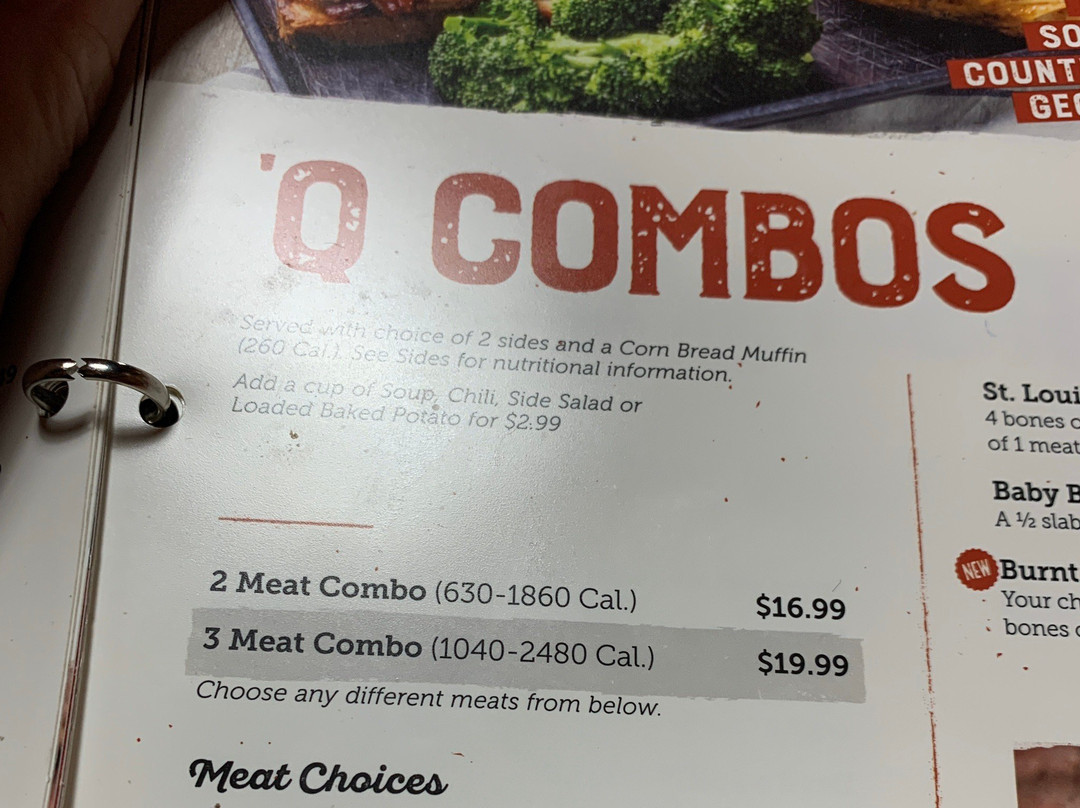 SO
COUNT
GEO
'Q COMBOS
Served with choice of 2 sides and a Corn Bread Muffin
(260 Cal.). See Sides for nutritional information.
Add a cup of Soup, Chili, Side Salad or
Loaded Baked Potato for $2.99
2 Meat Combo (630-1860 Cal.) $16.99
3 Meat Combo (1040-2480 Cal.) $19.99
Choose any different meats from below.
Meat Choices
St. Loui
4 bones
of 1 meat
Baby B
A ½ slab
NEW Burnt
Your ch
bones